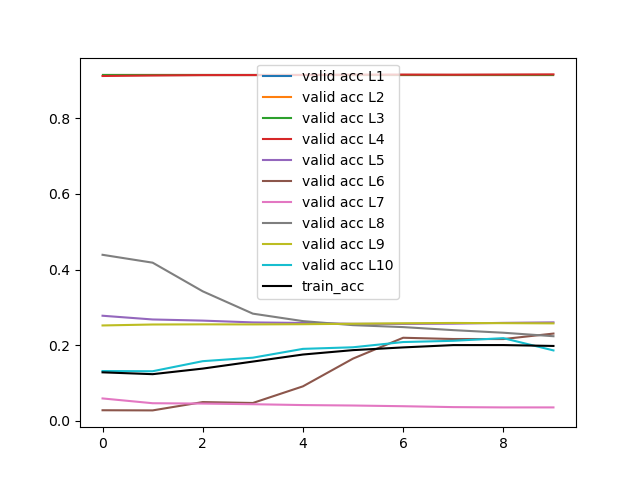 valid acc L1
valid acc L2
valid acc L3
valid acc L4
valid acc L5
valid acc L6
valid acc L7
valid acc L8
valid acc L9
valid acc L10
train_acc
0.8
0.6
0.4
0.2
0.0
0 2 4 6 8